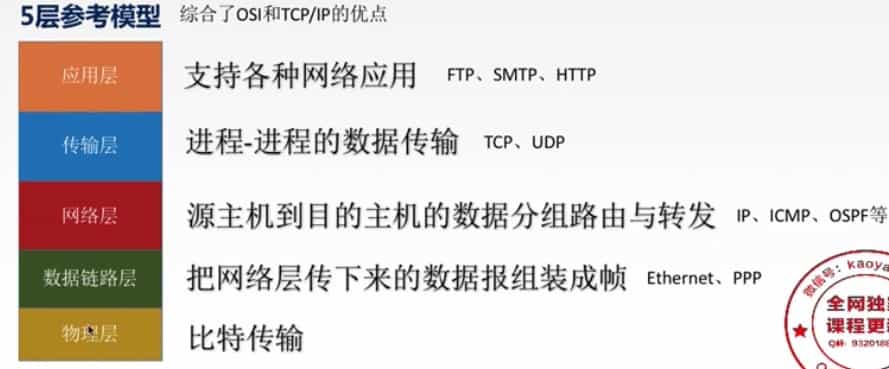 5层参考模型 综合了OSI和TCP/IP的优点
应用层 支持各种网络应用 FTP、SMTP、HTTP
传输层 进程-进程的数据传输 TCP、UDP
网络层 源主机到目的主机的数据分组路由与转发 IP、ICMP、OSPF等
数据链路层 把网络层传下来的数据报组装成帧 Ethernet、PPP
物理层 比特传输
微信号：kaoya
全网独
课程更
Q群：9320188